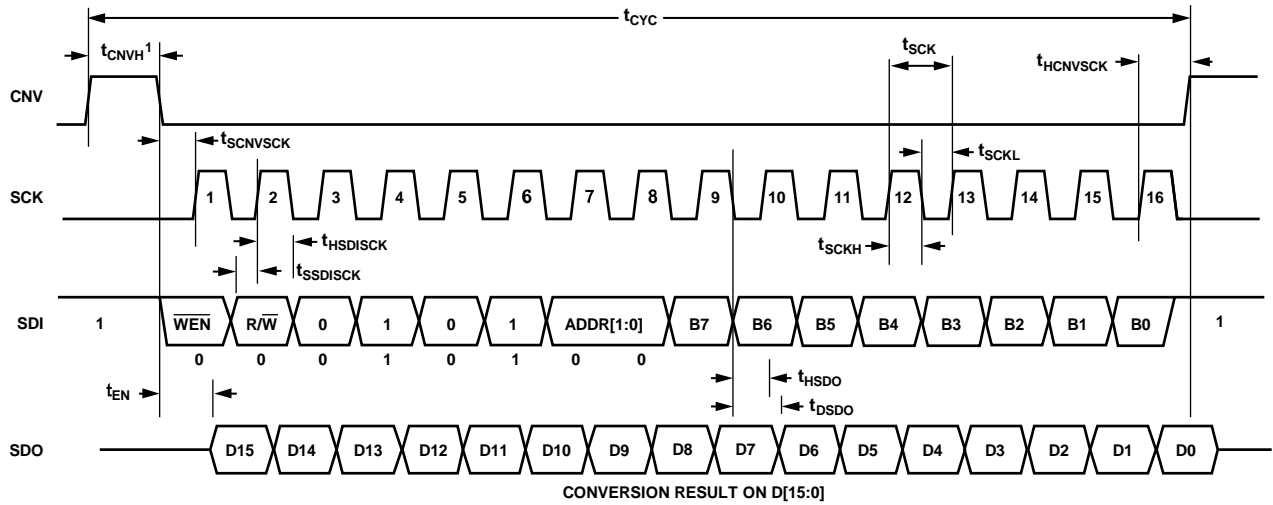 tCYC
tCNVH1
tSCK
tHCNVSCK
CNV
tSCNVSCK
tSCKL
SCK
1 2 3 4 5 6 7 8 9 10 11 12 13 14 15 16
tHSDISCK
tSCKH
tSSDISCK
SDI
1 WEN R/W 0 1 0 1 ADDR[1:0] B7 B6 B5 B4 B3 B2 B1 B0 1
0 0 0 1 0 1 0 0
tEN
tHSDO
tDSDO
SDO
D15 D14 D13 D12 D11 D10 D9 D8 D7 D6 D5 D4 D3 D2 D1 D0
CONVERSION RESULT ON D[15:0]